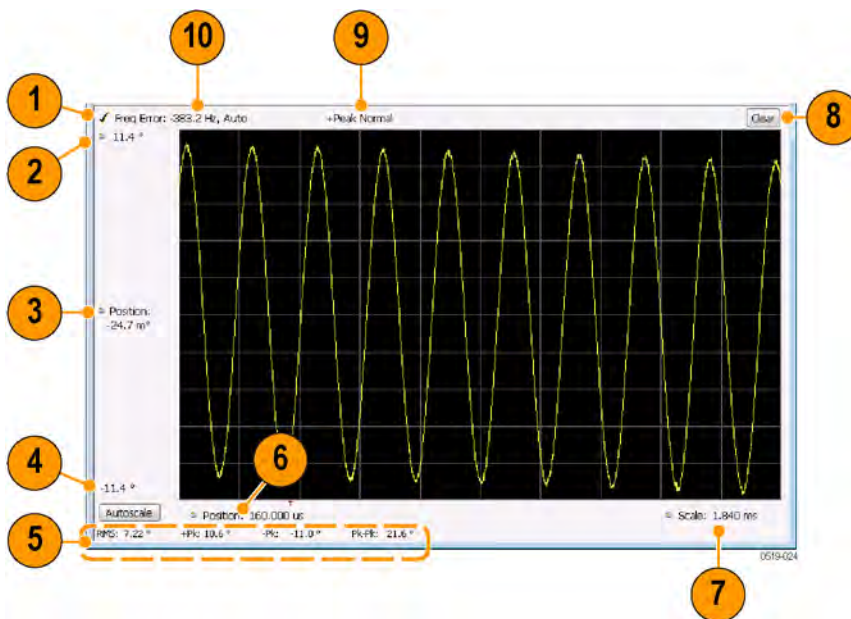 10
9
1
✓ Freq Error: -383.2 Hz, Auto +Peak Normal Clear
8
11.4 °
2
3
Position:
-24.7 m°
4
-11.4 °
6
Autoscale Position: 160.000 us Scale: 1.840 ms
5
RMS: 7.22 ° +Pk: 10.6 ° -Pk: -11.0 ° Pk-Pk: 21.6 °
0519-024
7